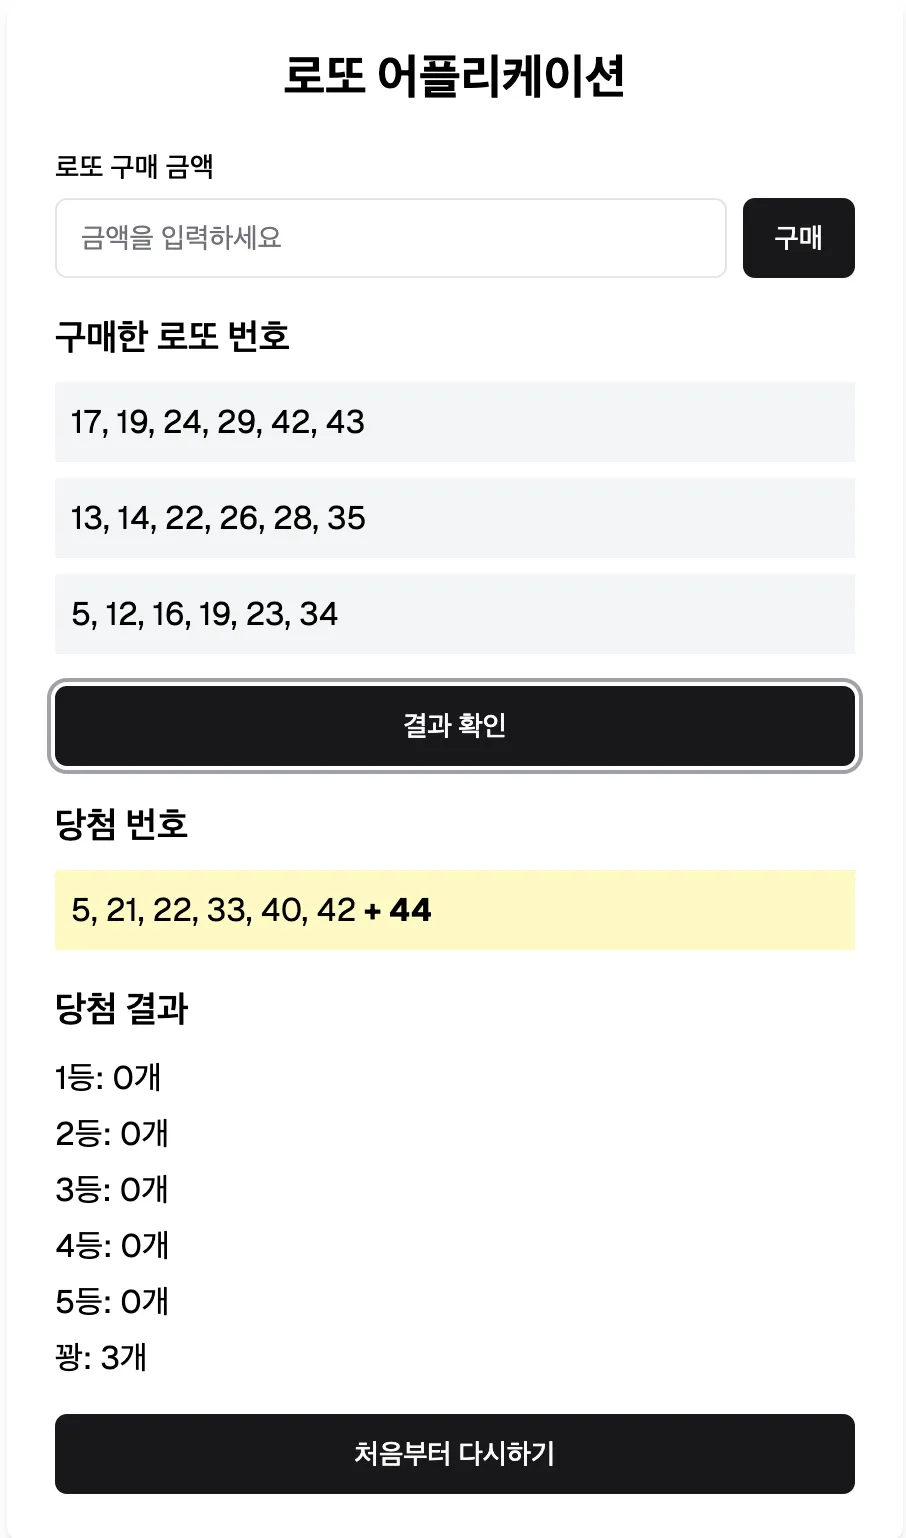 로또 어플리케이션
로또 구매 금액
금액을 입력하세요
구매
구매한 로또 번호
17, 19, 24, 29, 42, 43
13, 14, 22, 26, 28, 35
5, 12, 16, 19, 23, 34
결과 확인
당첨 번호
5, 21, 22, 33, 40, 42 + 44
당첨 결과
1등: 0개
2등: 0개
3등: 0개
4등: 0개
5등: 0개
꽝: 3개
처음부터 다시하기